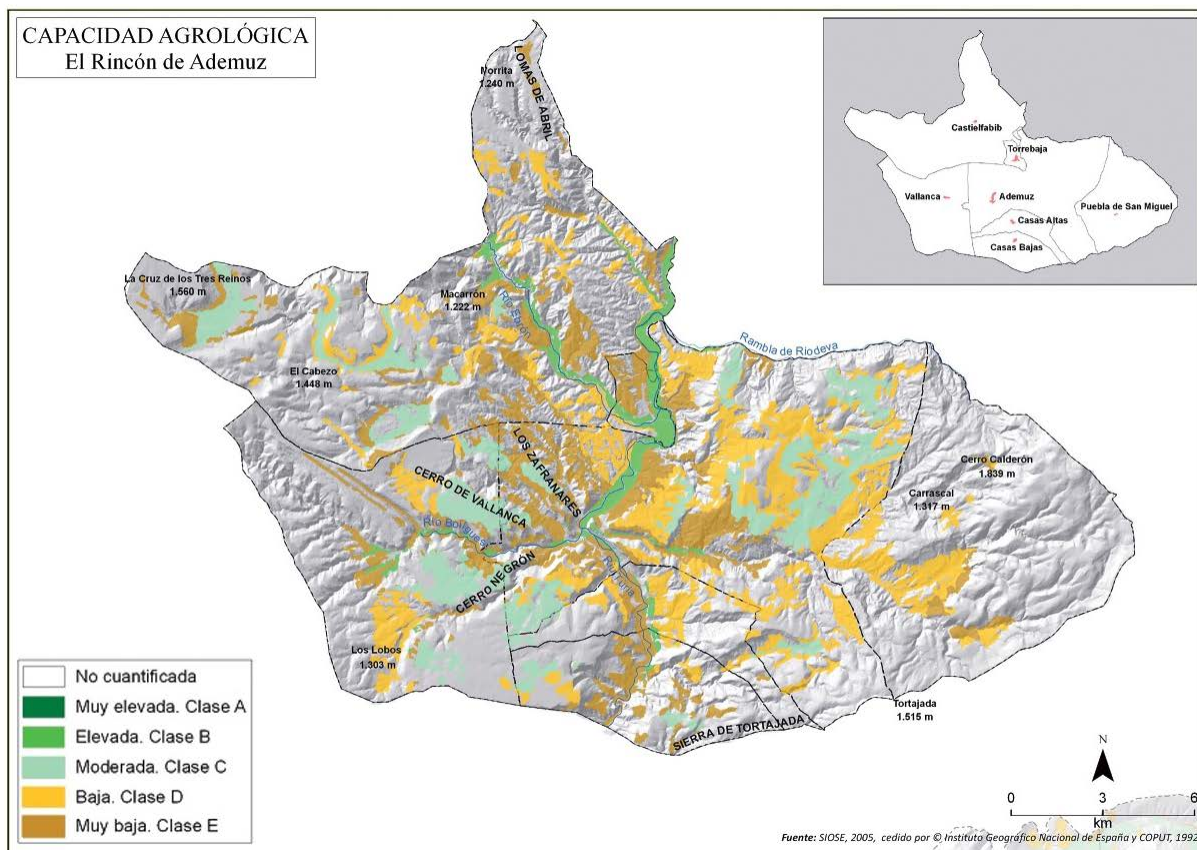 CAPACIDAD AGROLÓGICA
El Rincón de Ademuz
Morrita
1.240 m
LOMAS DE ABRIL
Castielfabib
Torrebaja
Vallanca
Ademuz
Puebla de San Miguel
Casas Altas
Casas Bajas
La Cruz de los Tres Reinos
1.560 m
Macarrón
1.222 m
Río Ebrón
Rambla de Riodeva
El Cabezo
1.448 m
LOS ZAFRANARES
CERRO DE VALLANCA
Cerro Calderón
1.839 m
Carrascal
1.317 m
CERRO NEGRÓN
Los Lobos
1.303 m
Tortajada
1.515 m
SIERRA DE TORTAJADA
No cuantificada
Muy elevada. Clase A
Elevada. Clase B
Moderada. Clase C
Baja. Clase D
Muy baja. Clase E
N
0 3 6
km
Fuente: SIOSE, 2005, cedido por © Instituto Geográfico Nacional de España y COPUT, 1992